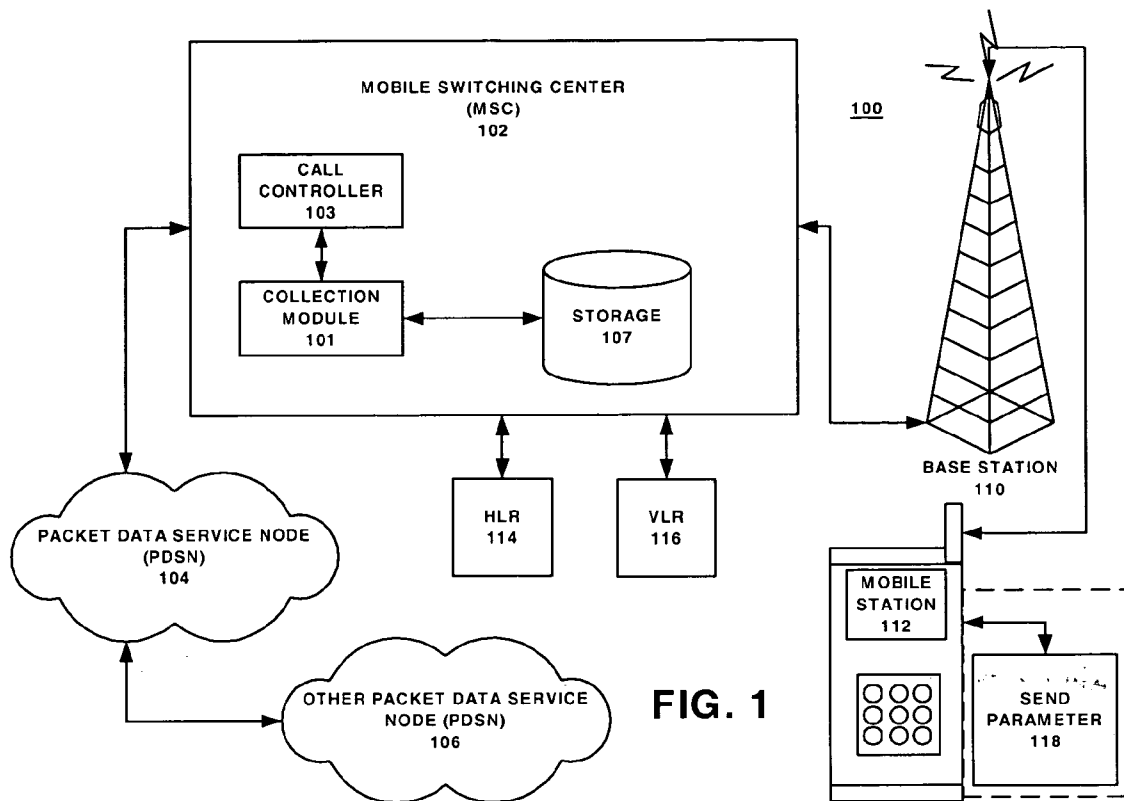 MOBILE SWITCHING CENTER
(MSC)
102
100
CALL
CONTROLLER
103
COLLECTION
MODULE
101
STORAGE
107
BASE STATION
110
HLR
114
VLR
116
PACKET DATA SERVICE NODE
(PDSN)
104
MOBILE
STATION
112
OTHER PACKET DATA SERVICE
NODE (PDSN)
106
FIG. 1
SEND
PARAMETER
118